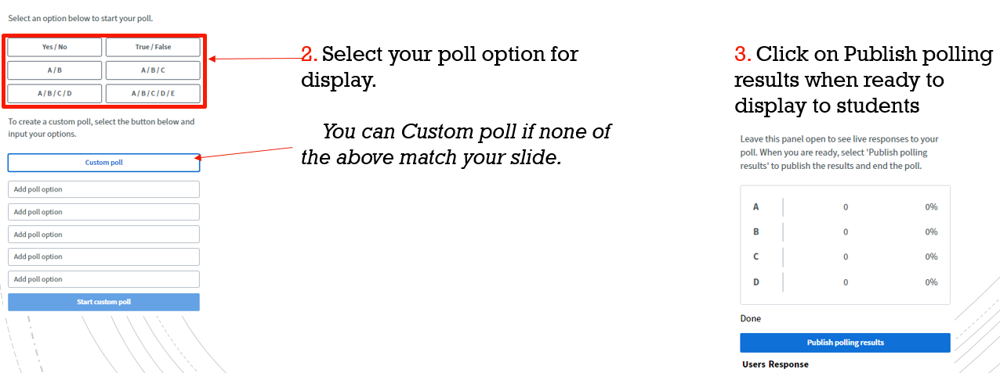 Select an option below to start your poll.
Yes / No
True / False
A / B
A / B / C
A / B / C / D
A / B / C / D / E
To create a custom poll, select the button below and
input your options.
Custom poll
Add poll option
Add poll option
Add poll option
Add poll option
Add poll option
Start custom poll
2. Select your poll option for
display.
You can Custom poll if none of
the above match your slide.
3. Click on Publish polling
results when ready to
display to students
Leave this panel open to see live responses to your
poll. When you are ready, select 'Publish polling
results' to publish the results and end the poll.
A 0 0%
B 0 0%
C 0 0%
D 0 0%
Done
Publish polling results
Users Response